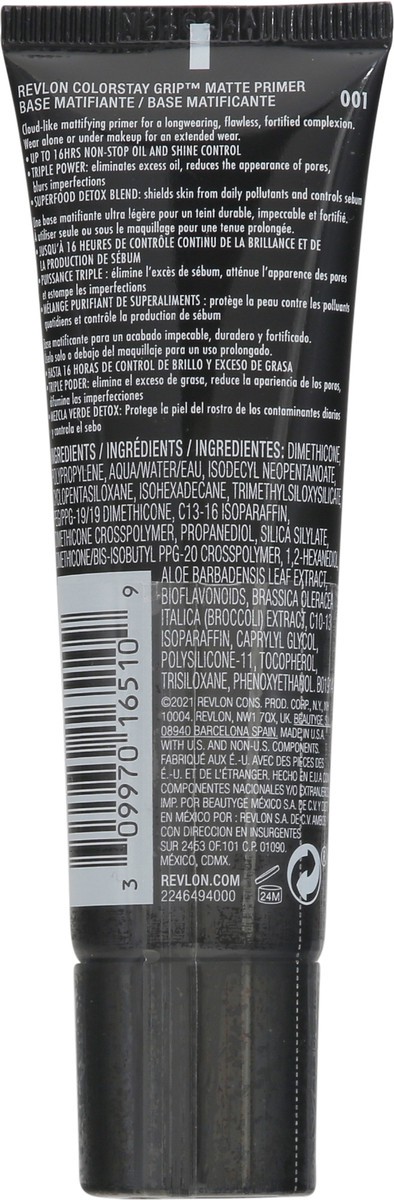 REVLON COLORSTAY GRIP™ MATTE PRIMER
BASE MATIFIANTE / BASE MATIFICANTE 001
Cloud-like mattifying primer for a longwearing, flawless, fortified complexion.
Wear alone or under makeup for an extended wear.
• UP TO 16HRS NON-STOP OIL AND SHINE CONTROL
• TRIPLE POWER: eliminates excess oil, reduces the appearance of pores,
blurs imperfections
• SUPERFOOD DETOX BLEND: shields skin from daily pollutants and controls sebum
Une base matifiante ultra légère pour un teint durable, impeccable et fortifié.
À utiliser seule ou sous le maquillage pour une tenue prolongée.
• JUSQU'À 16 HEURES DE CONTRÔLE CONTINU DE LA BRILLANCE ET DE
LA PRODUCTION DE SÉBUM
PUISSANCE TRIPLE : élimine l'excès de sébum, atténue l'apparence des pores
et estompe les imperfections
MÉLANGE PURIFIANT DE SUPERALIMENTS : protège la peau contre les polluants
quotidiens et contrôle la production de sébum
Base matifiante para un acabado impecable, duradero y fortificado.
solo o debajo del maquillaje para un uso prolongado.
HASTA 16 HORAS DE CONTROL DE BRILLO Y EXCESO DE GRASA
TRIPLE PODER: elimina el exceso de grasa, reduce la apariencia de los poros,
difumina las imperfecciones
MEZCLA VERDE DETOX: Protege la piel del rostro de los contaminantes diarios
y controla el sebo
INGREDIENTS / INGRÉDIENTS / INGREDIENTES: DIMETHICONE,
POLYPROPYLENE, AQUA/WATER/EAU, ISODECYL NEOPENTANOATE,
CYCLOPENTASILOXANE, ISOHEXADECANE, TRIMETHYLSILOXYSILICATE,
PEG/PPG-19/19 DIMETHICONE, C13-16 ISOPARAFFIN,
DIMETHICONE CROSSPOLYMER, PROPANEDIOL, SILICA SILYLATE,
DIMETHICONE/BIS-ISOBUTYL PPG-20 CROSSPOLYMER, 1,2-HEXANEDIOL,
ALOE BARBADENSIS LEAF EXTRACT,
BIOFLAVONOIDS, BRASSICA OLERACEA
ITALICA (BROCCOLI) EXTRACT, C10-13
ISOPARAFFIN, CAPRYLYL GLYCOL,
POLYSILICONE-11, TOCOPHEROL,
TRISILOXANE, PHENOXYETHANOL.
©2021 REVLON CONS. PROD. CORP., N.Y., NY
10004. REVLON, NW1 7QX, UK. BEAUTYGE,
08940 BARCELONA SPAIN. MADE IN U.S.A.
WITH U.S. AND NON-U.S. COMPONENTS.
FABRIQUÉ AUX É.-U. AVEC DES PIÈCES DES
É.-U. ET DE L'ÉTRANGER. HECHO EN E.U.A. CON
COMPONENTES NACIONALES Y/O EXTRANJEROS.
IMP. POR BEAUTYGE MÉXICO S.A. DE C.V. Y
EN MÉXICO POR : REVLON S.A. DE C.V. AMBOS
CON DIRECCION EN INSURGENTES
SUR 2453 OF.101 C.P. 01090.
MÉXICO, CDMX.
REVLON.COM
2246494000
24M
3 09970 16510 9